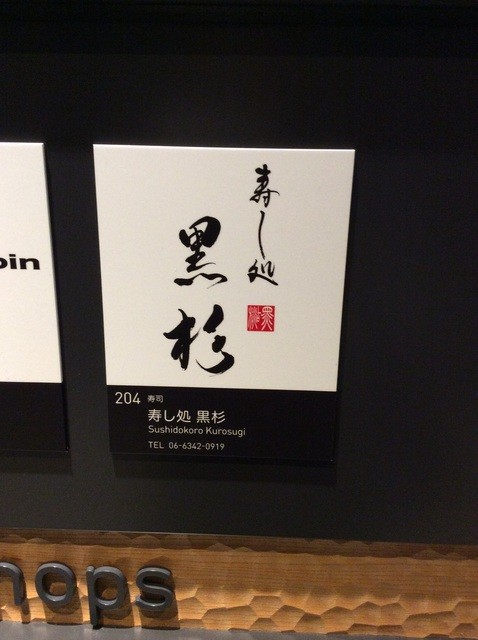 寿し処
黒杉
204 寿司
寿し処 黒杉
Sushidokoro Kurosugi
TEL 06-6342-0919
oin
hops